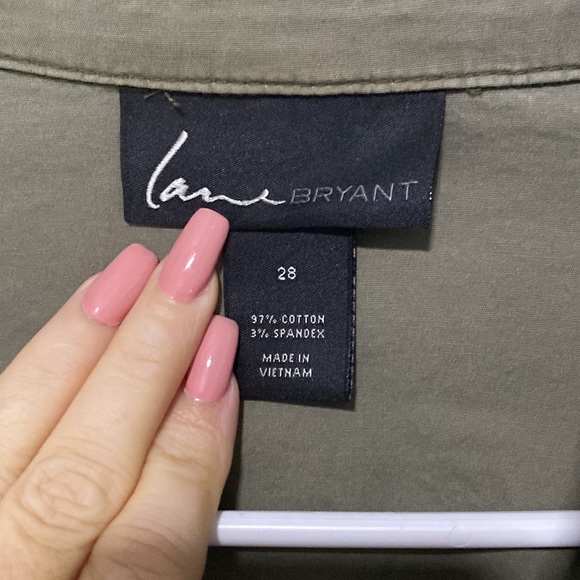 lane BRYANT
28
97% COTTON
3% SPANDEX
MADE IN
VIETNAM